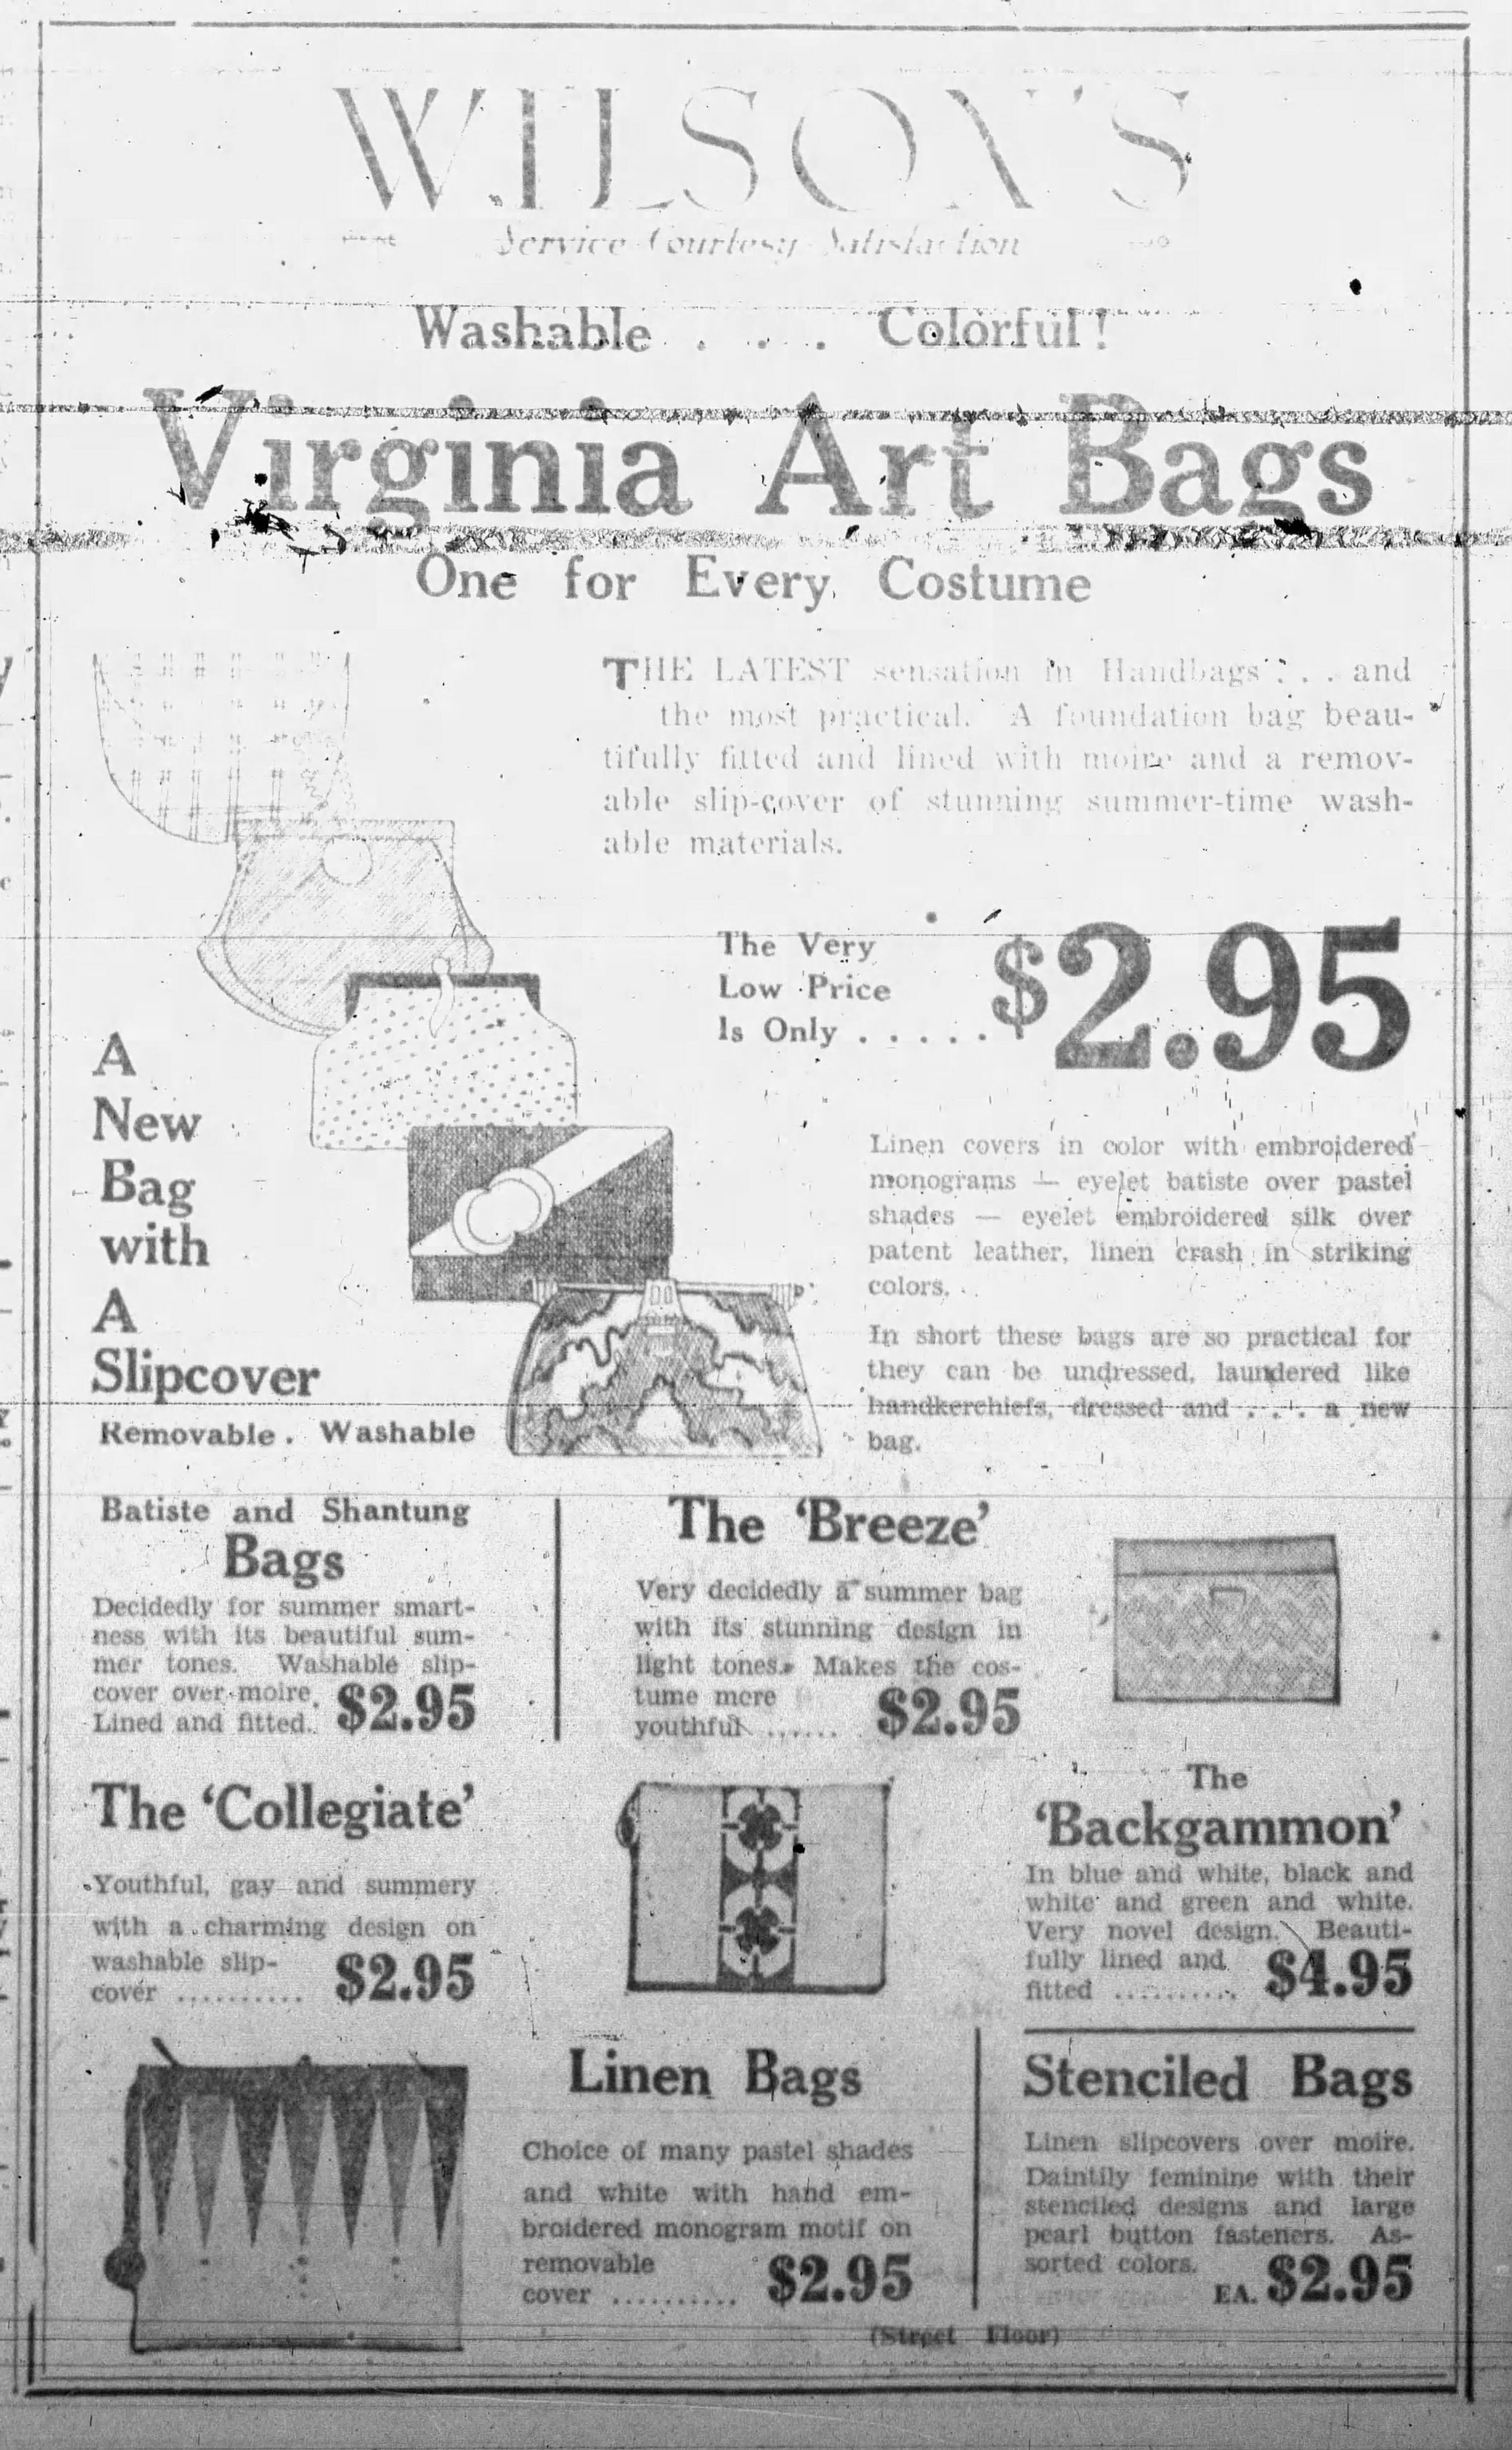 WILSON'S
Service Courtesy Satisfaction
Washable . . . Colorful!
Virginia Art Bags
One for Every Costume
THE LATEST sensation in Handbags . . . and
the most practical. A foundation bag beau-
tifully fitted and lined with moire and a remov-
able slip-cover of stunning summer-time wash-
able materials.
The Very
Low Price
Is Only . . . . . . $2.95
A
New
Bag
with
A
Slipcover
Removable. Washable
Linen covers in color with embroidered
monograms — eyelet batiste over pastel
shades — eyelet embroidered silk over
patent leather, linen crash in striking
colors.
In short these bags are so practical for
they can be undressed, laundered like
handkerchiefs, dressed and . . . a new
bag.
Batiste and Shantung
Bags
Decidedly for summer smart-
ness with its beautiful sum-
mer tones. Washable slip-
cover over moire.
Lined and fitted. $2.95
The 'Breeze'
Very decidedly a summer bag
with its stunning design in
light tones. Makes the cos-
tume more
youthful ...... $2.95
The 'Collegiate'
Youthful, gay and summery
with a charming design on
washable slip-
cover .......... $2.95
The
'Backgammon'
In blue and white, black and
white and green and white.
Very novel design. Beauti-
fully lined and
fitted .......... $4.95
Linen Bags
Choice of many pastel shades
and white with hand em-
broidered monogram motif on
removable
cover .......... $2.95
Stenciled Bags
Linen slipcovers over moire.
Daintily feminine with their
stenciled designs and large
pearl button fasteners. As-
sorted colors.
EA. $2.95
(Street Floor)